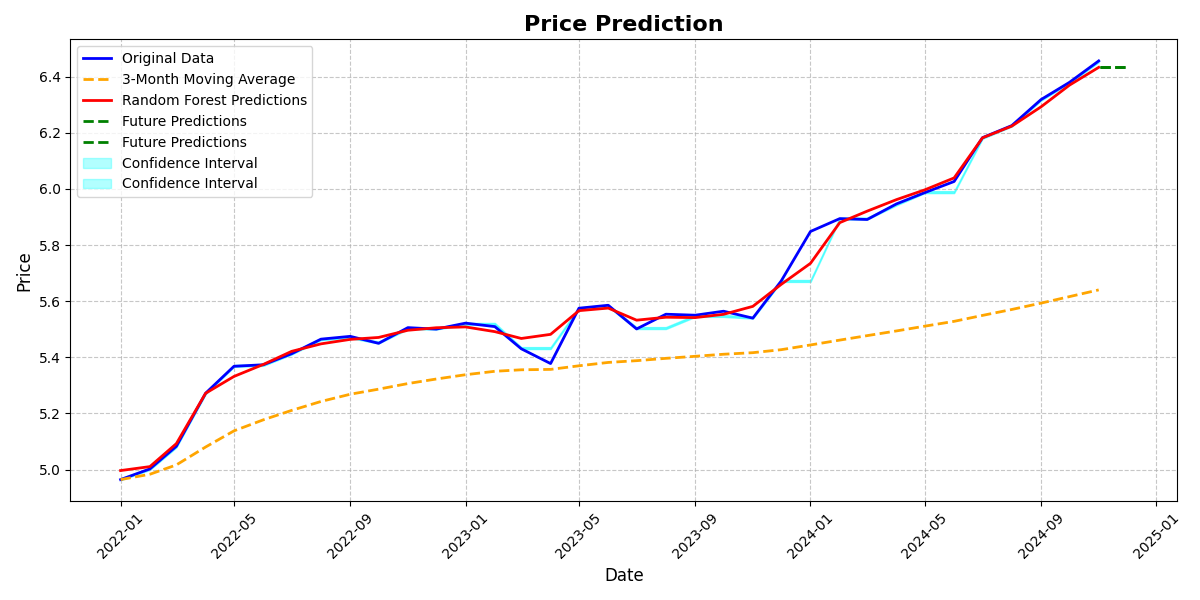 Price Prediction
Original Data
3-Month Moving Average
Random Forest Predictions
Future Predictions
Future Predictions
Confidence Interval
Confidence Interval
Price
6.4
6.2
6.0
5.8
5.6
5.4
5.2
5.0
2022-01
2022-05
2022-09
2023-01
2023-05
2023-09
2024-01
2024-05
2024-09
2025-01
Date